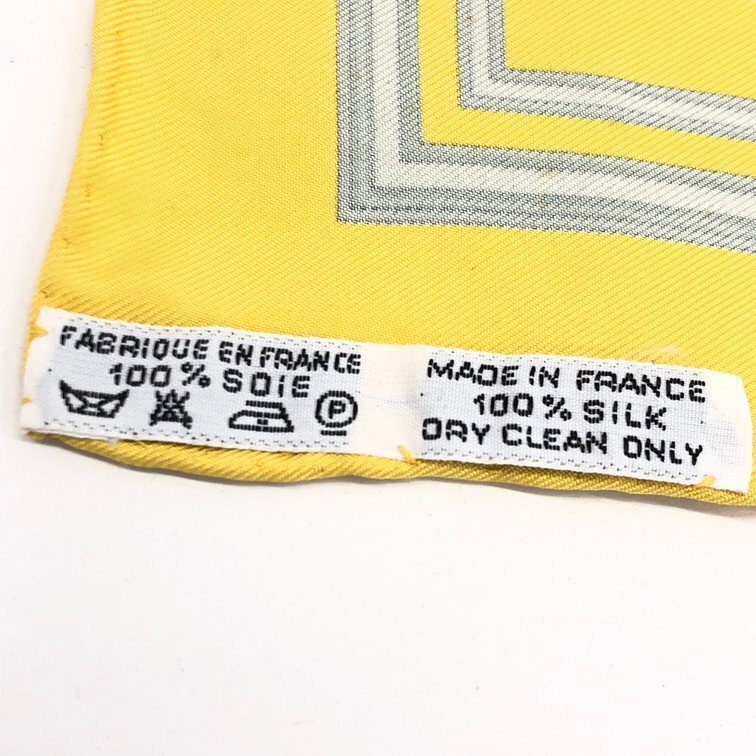 FABRIQUE EN FRANCE
100% SOIE
P
MADE IN FRANCE
100% SILK
DRY CLEAN ONLY